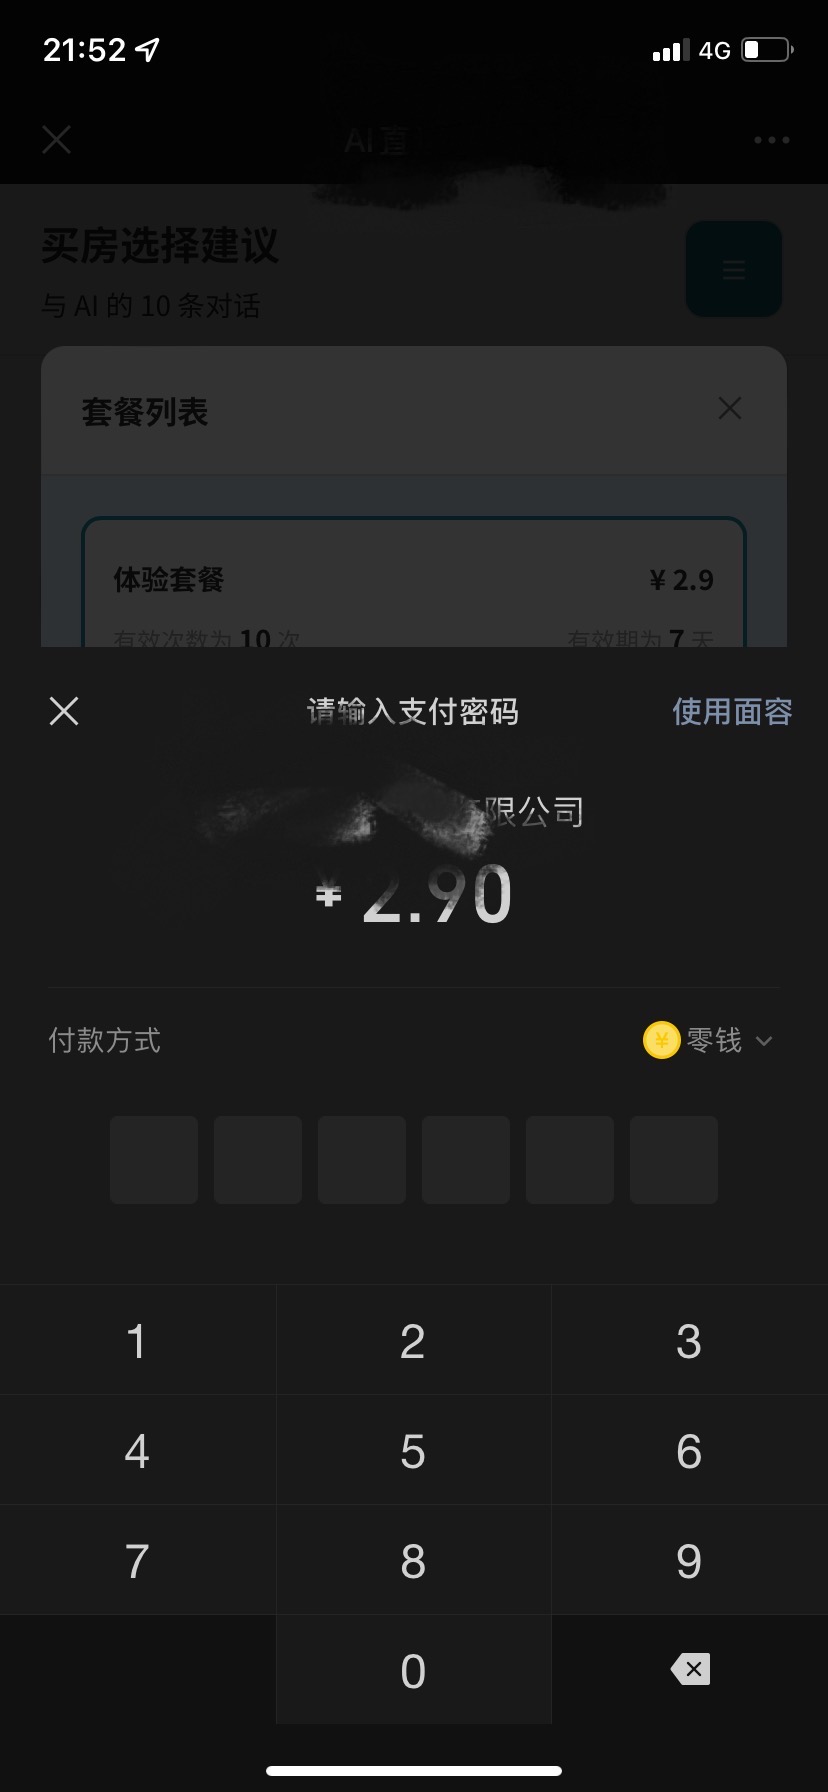 21:52
4G
AI 直
买房选择建议
与 AI 的 10 条对话
套餐列表
体验套餐
¥ 2.9
有效次数为 10 次
有效期为 7 天
请输入支付密码
使用面容
限公司
¥ 2.90
付款方式
零钱
1
2
3
4
5
6
7
8
9
0